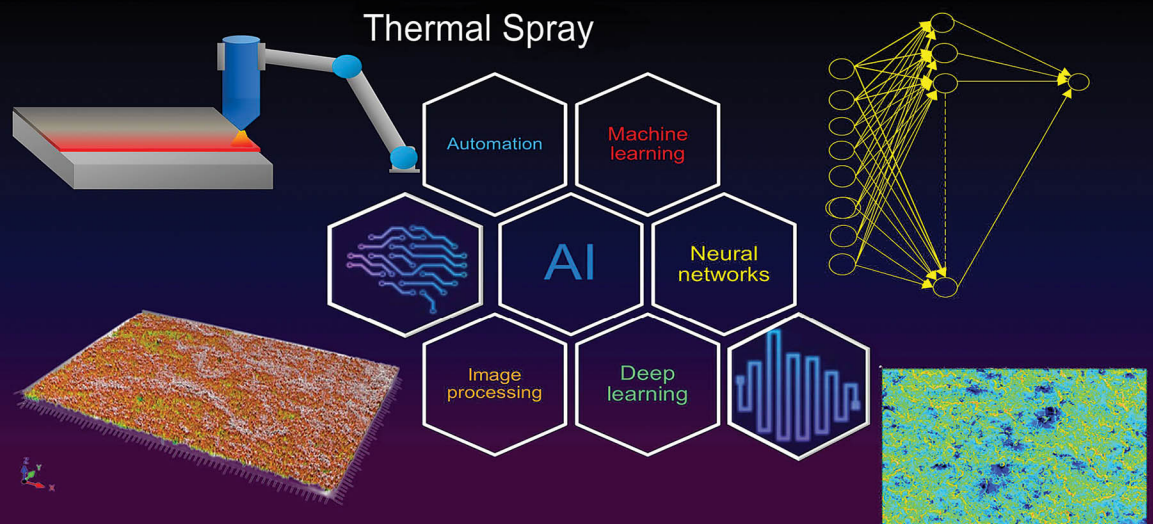 Thermal Spray
Automation
Machine
learning
AI
Neural
networks
Image
processing
Deep
learning
Z
Y
X